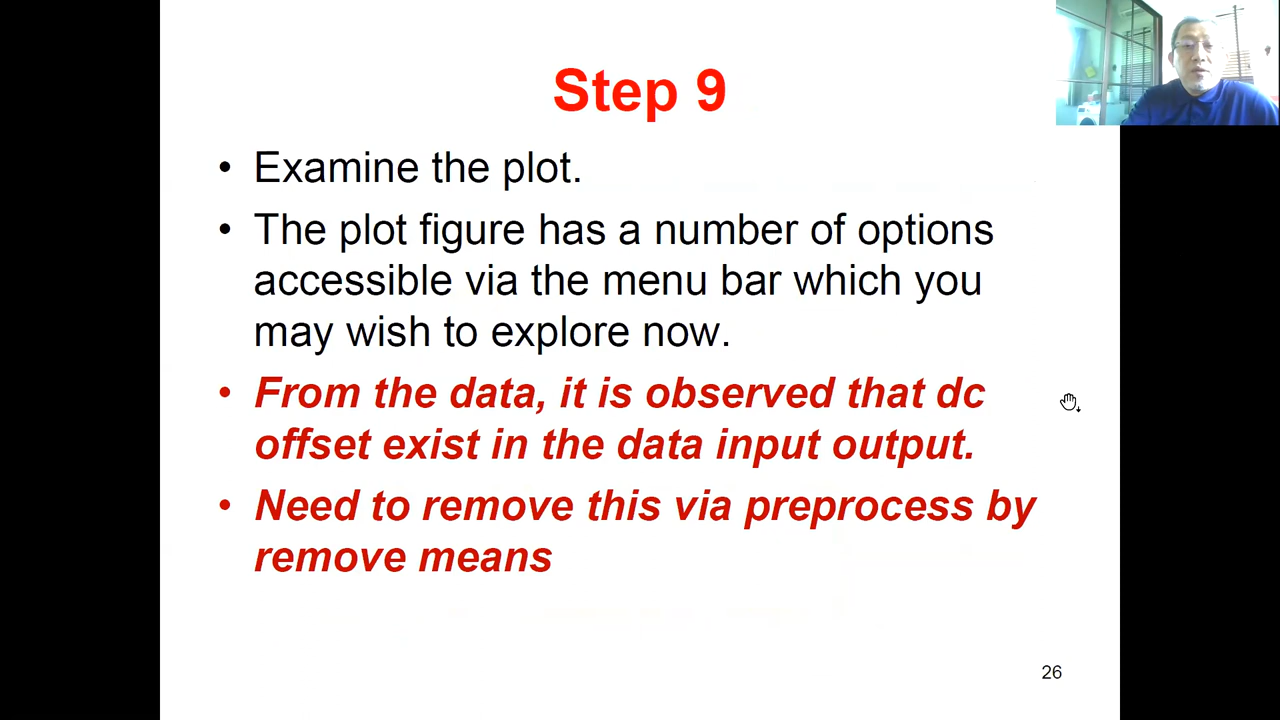 Step 9
• Examine the plot.
• The plot figure has a number of options
accessible via the menu bar which you
may wish to explore now.
• From the data, it is observed that dc
offset exist in the data input output.
• Need to remove this via preprocess by
remove means
26